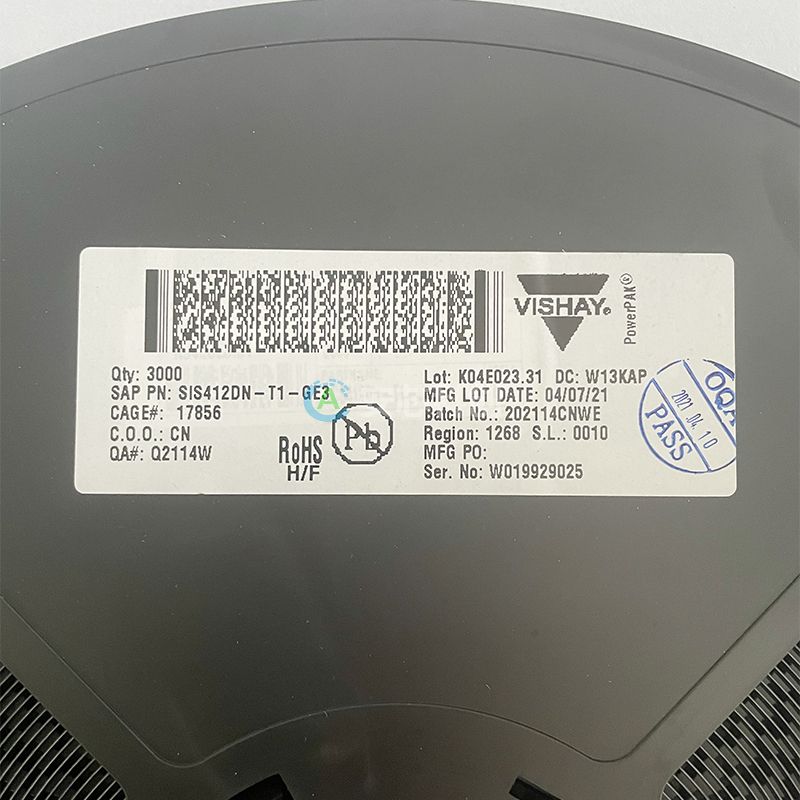 VISHAY®
PowerPAK®
Qty: 3000
SAP PN: SIS412DN-T1-GE3
CAGE#: 17856
C.O.O.: CN
QA#: Q2114W
RoHS
H/F
Pb
Lot: K04E023.31 DC: W13KAP
MFG LOT DATE: 04/07/21
Batch No.: 202114CNWE
Region: 1268 S.L.: 0010
MFG PO:
Ser. No.: W019929025
OQA
2021.04.10
PASS